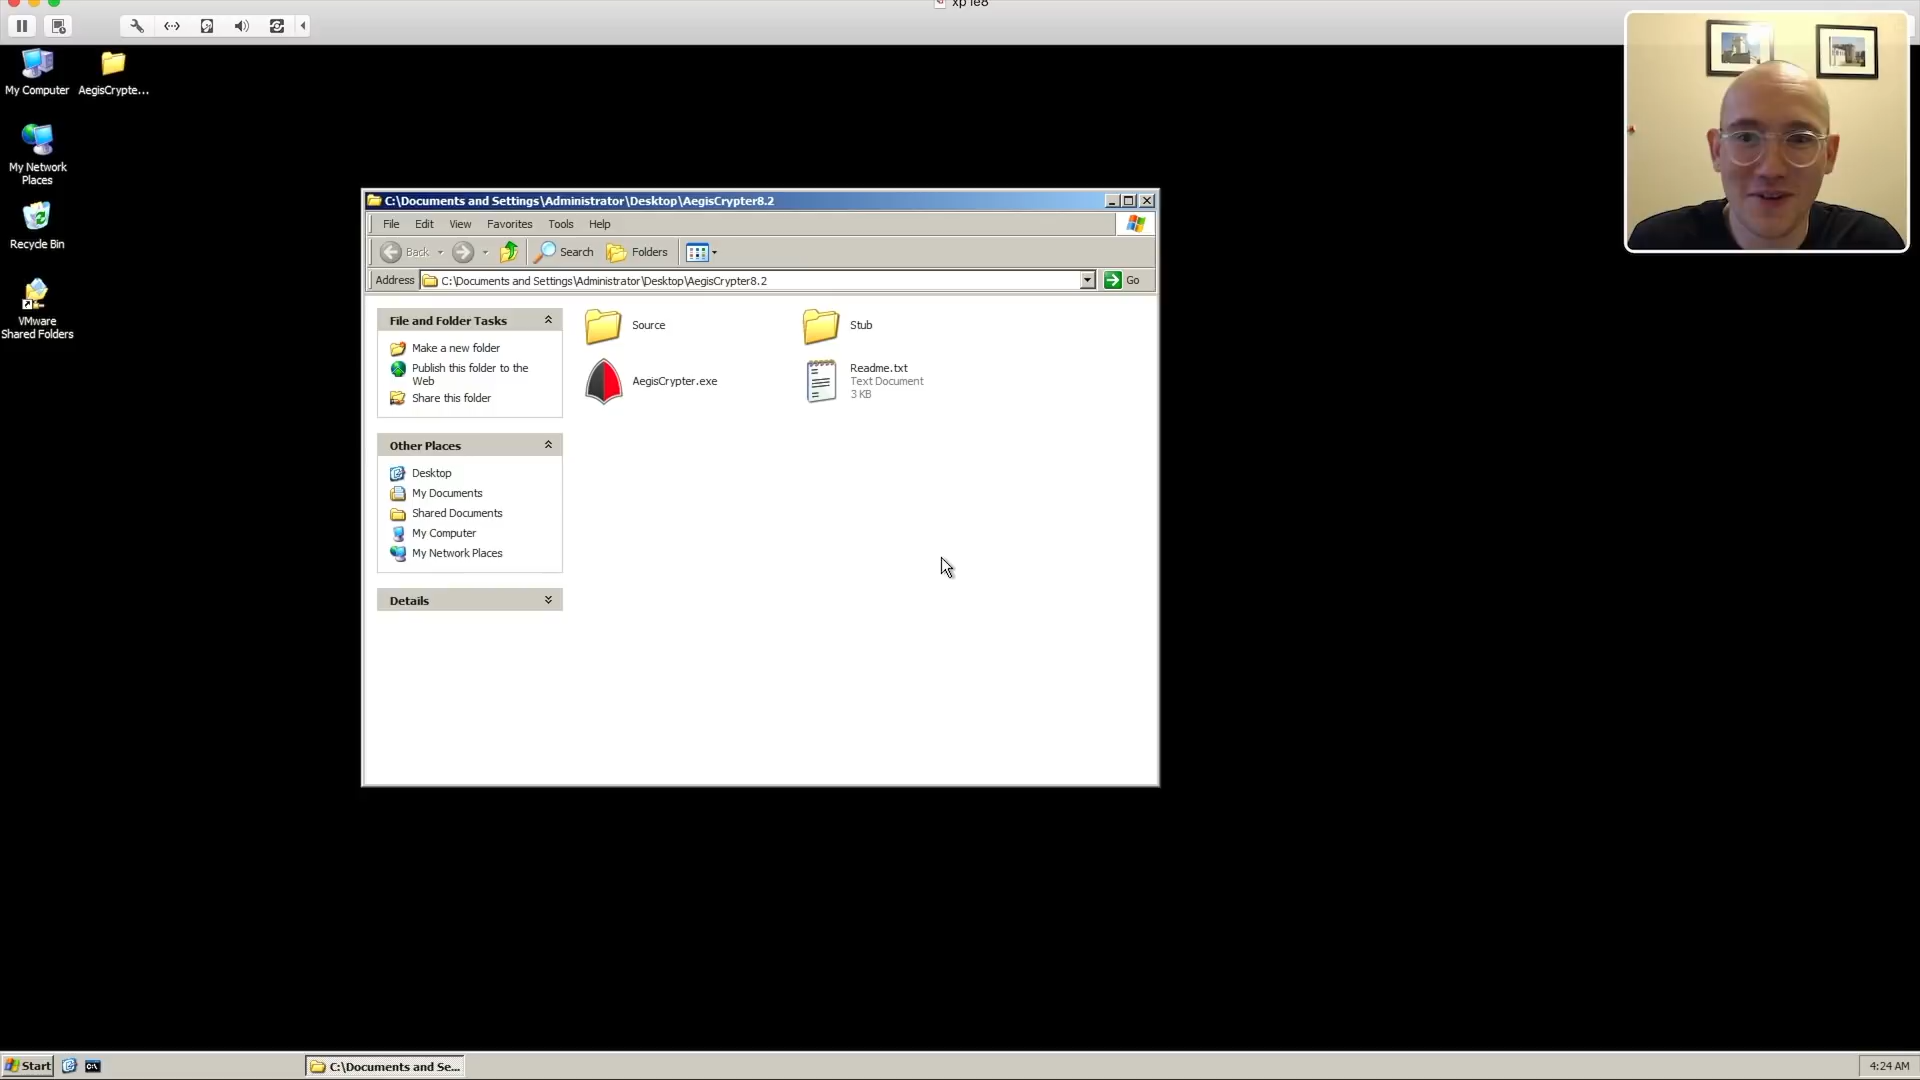 xp ie8
My Computer
AegisCrypte...
My Network
Places
Recycle Bin
VMware
Shared Folders
C:\Documents and Settings\Administrator\Desktop\AegisCrypter8.2
File Edit View Favorites Tools Help
Back Search Folders
Address C:\Documents and Settings\Administrator\Desktop\AegisCrypter8.2 Go
File and Folder Tasks
Make a new folder
Publish this folder to the
Web
Share this folder
Other Places
Desktop
My Documents
Shared Documents
My Computer
My Network Places
Details
Source
Stub
AegisCrypter.exe
Readme.txt
Text Document
3 KB
Start
C:\Documents and Se...
4:24 AM